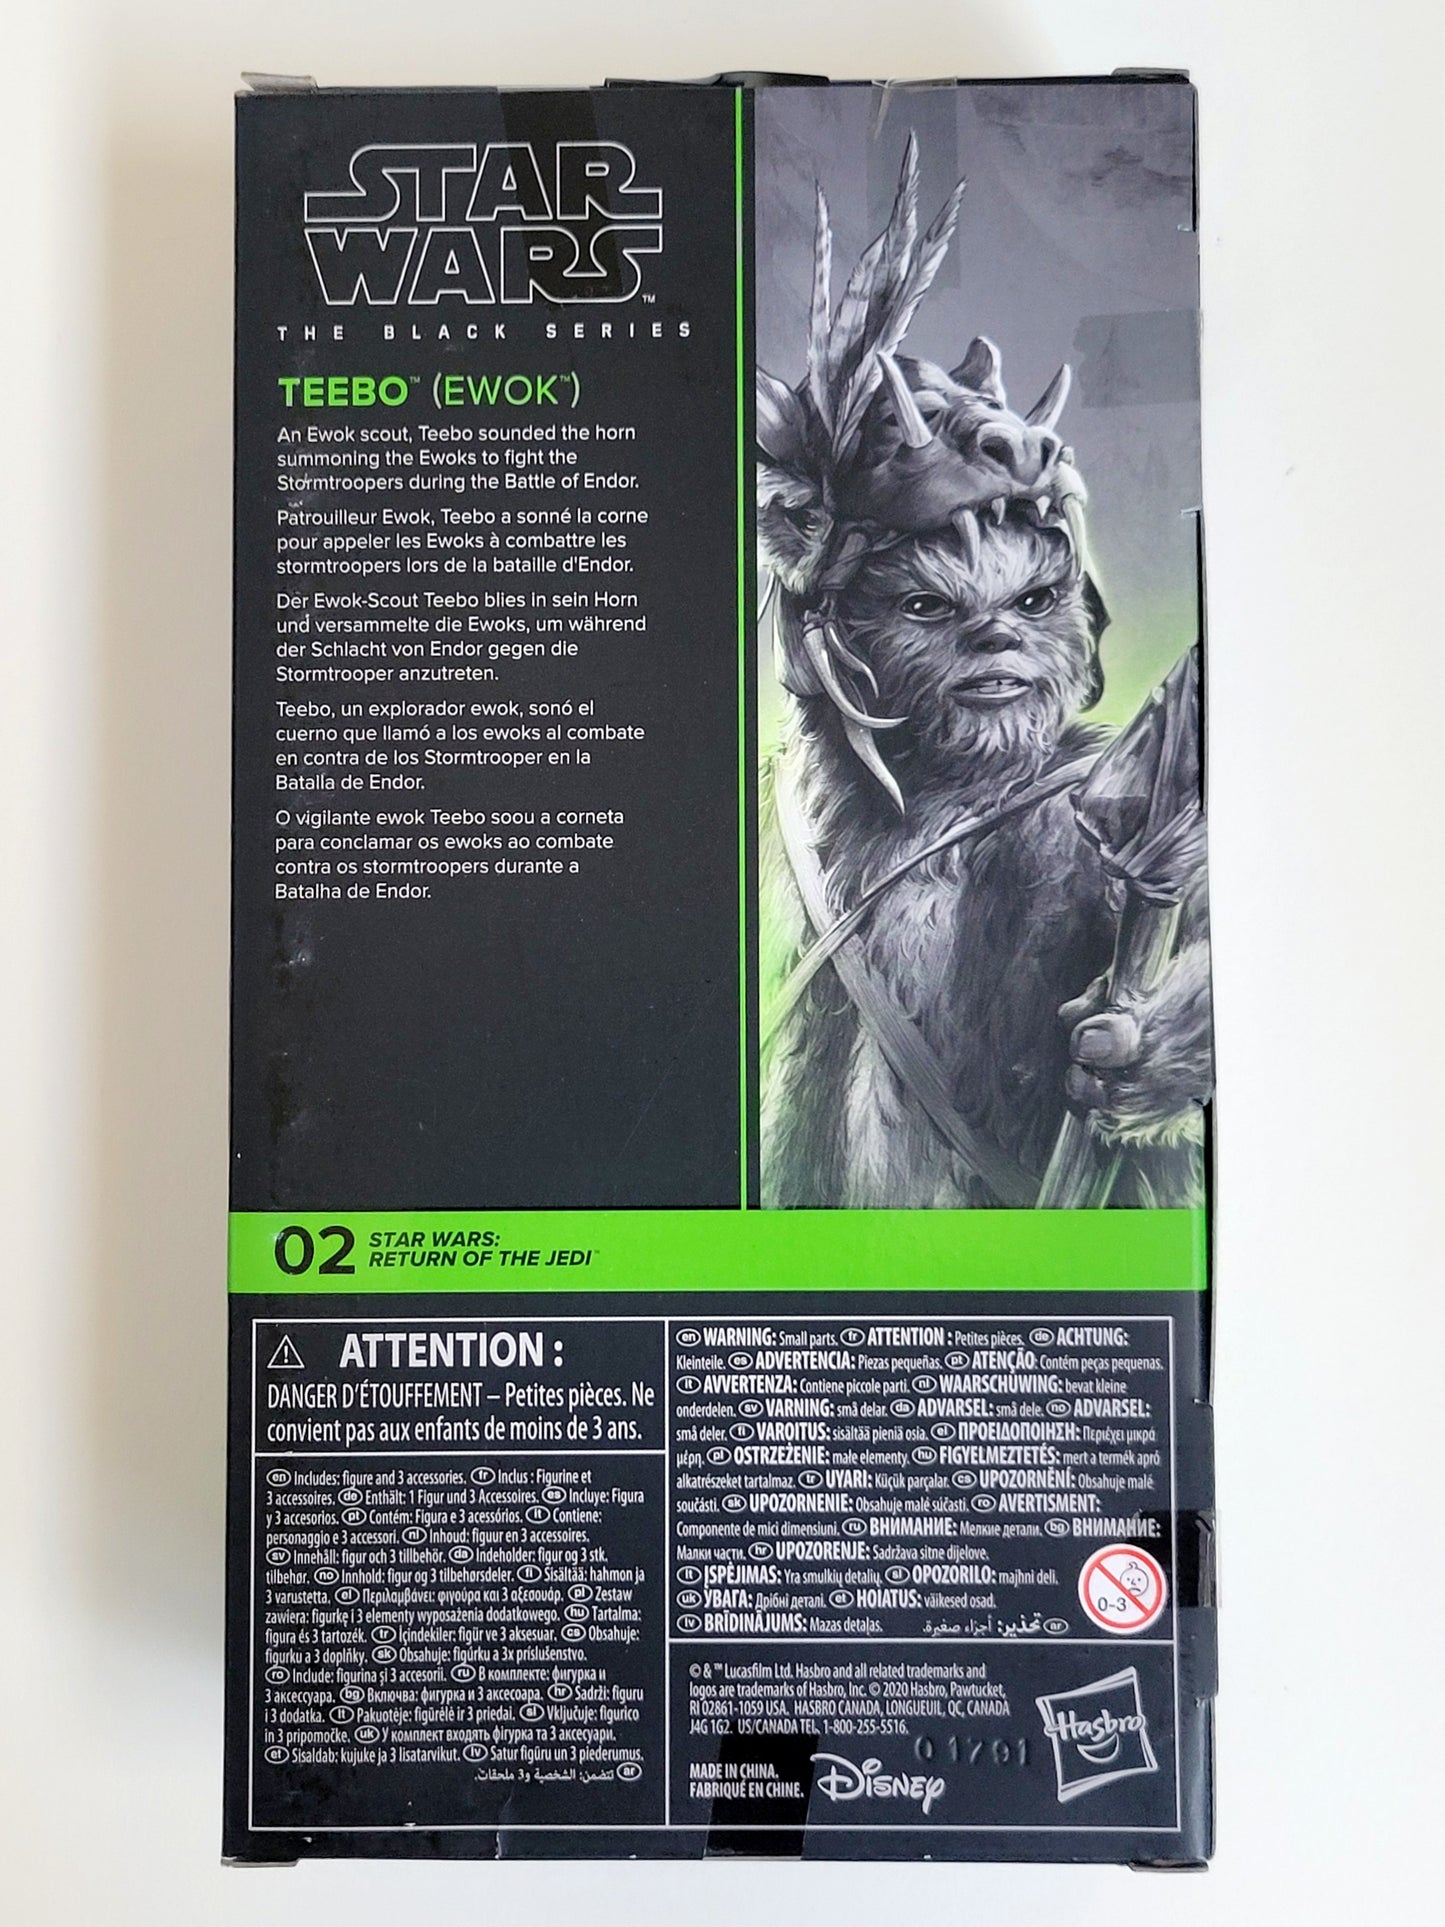 STAR
WARS™
THE BLACK SERIES
TEEBO™ (EWOK™)
An Ewok scout, Teebo sounded the horn
summoning the Ewoks to fight the
Stormtroopers during the Battle of Endor.
Patrouilleur Ewok, Teebo a sonné la corne
pour appeler les Ewoks à combattre les
stormtroopers lors de la bataille d'Endor.
Der Ewok-Scout Teebo blies in sein Horn
und versammelte die Ewoks, um während
der Schlacht von Endor gegen die
Stormtrooper anzutreten.
Teebo, un explorador ewok, sonó el
cuerno que llamó a los ewoks al combate
en contra de los Stormtrooper en la
Batalla de Endor.
O vigilante ewok Teebo soou a corneta
para conclamar os ewoks ao combate
contra os stormtroopers durante a
Batalha de Endor.
02 STAR WARS:
RETURN OF THE JEDI™
ATTENTION :
DANGER D'ÉTOUFFEMENT – Petites pièces. Ne
convient pas aux enfants de moins de 3 ans.
en Includes: figure and 3 accessories. fr Inclus : Figurine et
3 accessoires. de Enthält: 1 Figur und 3 Accessoires. es Incluye: Figura
y 3 accesorios. pt Contém: Figura e 3 acessórios. it Contiene:
personaggio e 3 accessori. nl Inhoud: figuur en 3 accessoires.
sv Innehåll: figur och 3 tillbehör. da Indeholder: figur og 3 stk.
tilbehør. no Innhold: figur og 3 tilbehørsdeler. fi Sisältää: hahmon ja
3 varustetta. el Περιλαμβάνει: φιγούρα και 3 αξεσουάρ. pl Zestaw
zawiera: figurkę i 3 elementy wyposażenia dodatkowego. hu Tartalma:
figura és 3 tartozék. tr İçindekiler: figür ve 3 aksesuar. cs Obsahuje:
figurku a 3 doplňky. sk Obsahuje: figúrku a 3x príslušenstvo.
ro Include: figurina și 3 accesorii. ru В комплекте: фигурка и
3 аксессуара. bg Включва: фигурка и 3 аксесоара. hr Sadrži: figuru
i 3 dodatka. lt Pakuotėje: figūrėlė ir 3 priedai. sl Vključuje: figurico
in 3 pripomočke. uk У комплект входять фігурка та 3 аксесуари.
et Sisaldab: kujuke ja 3 lisatarvikut. lv Satur figūru un 3 piederumus.
ar تتضمن: الشخصية و3 ملحقات.
en WARNING: Small parts. fr ATTENTION : Petites pièces. de ACHTUNG:
Kleinteile. es ADVERTENCIA: Piezas pequeñas. pt ATENÇÃO: Contém peças pequenas.
it AVVERTENZA: Contiene piccole parti. nl WAARSCHUWING: bevat kleine
onderdelen. sv VARNING: små delar. da ADVARSEL: små dele. no ADVARSEL:
små deler. fi VAROITUS: sisältää pieniä osia. el ΠΡΟΕΙΔΟΠΟΙΗΣΗ: Περιέχει μικρά
μέρη. pl OSTRZEŻENIE: małe elementy. hu FIGYELMEZTETÉS: mert a termék apró
alkatrészeket tartalmaz. tr UYARI: Küçük parçalar. cs UPOZORNĚNÍ: Obsahuje malé
součásti. sk UPOZORNENIE: Obsahuje malé súčasti. ro AVERTISMENT:
Componente de mici dimensiuni. ru ВНИМАНИЕ: Мелкие детали. bg ВНИМАНИЕ:
Малки части. hr UPOZORENJE: Sadržava sitne dijelove.
lt ĮSPĖJIMAS: Yra smulkių detalių. sl OPOZORILO: majhni deli.
uk УВАГА: Дрібні деталі. et HOIATUS: väikesed osad.
lv BRĪDINĀJUMS: Mazas detaļas. ar تحذير: أجزاء صغيرة.
0-3
© & ™ Lucasfilm Ltd. Hasbro and all related trademarks and
logos are trademarks of Hasbro, Inc. © 2020 Hasbro, Pawtucket,
RI 02861-1059 USA. HASBRO CANADA, LONGUEUIL, QC, CANADA
J4G 1G2. US/CANADA TEL. 1-800-255-5516.
01791
MADE IN CHINA.
FABRIQUÉ EN CHINE.
Disney
Hasbro